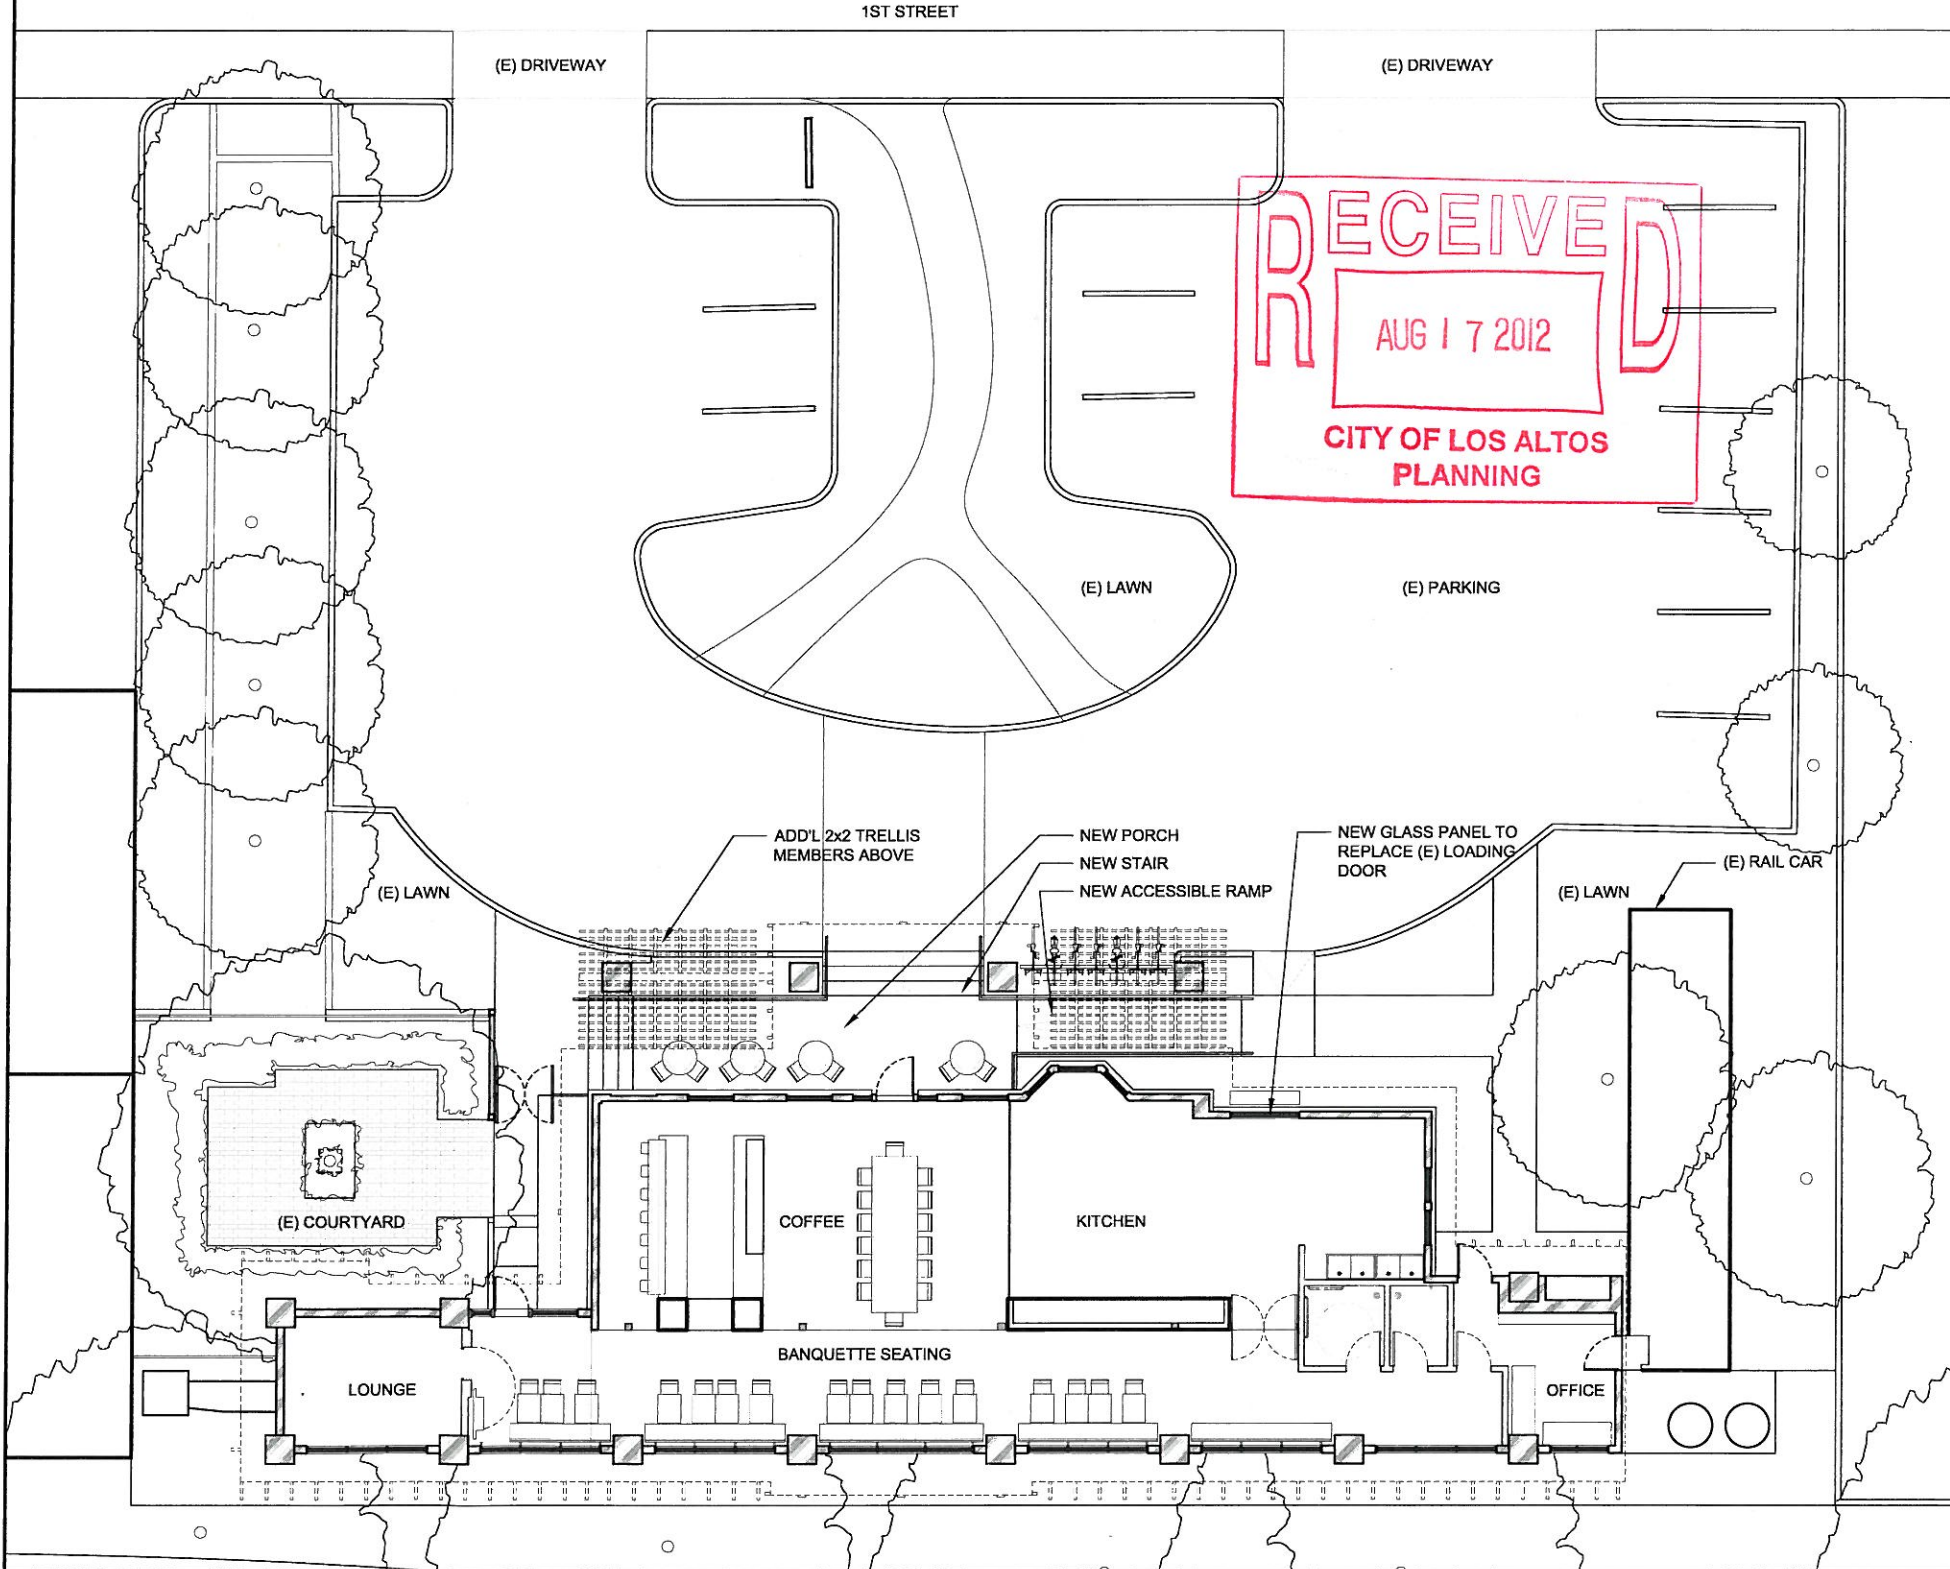 1ST STREET
(E) DRIVEWAY
(E) DRIVEWAY
RECEIVED
AUG 17 2012
CITY OF LOS ALTOS
PLANNING
(E) LAWN
(E) PARKING
ADD'L 2x2 TRELLIS
MEMBERS ABOVE
NEW PORCH
NEW STAIR
NEW ACCESSIBLE RAMP
NEW GLASS PANEL TO
REPLACE (E) LOADING
DOOR
(E) RAIL CAR
(E) LAWN
(E) LAWN
(E) COURTYARD
COFFEE
KITCHEN
BANQUETTE SEATING
LOUNGE
OFFICE